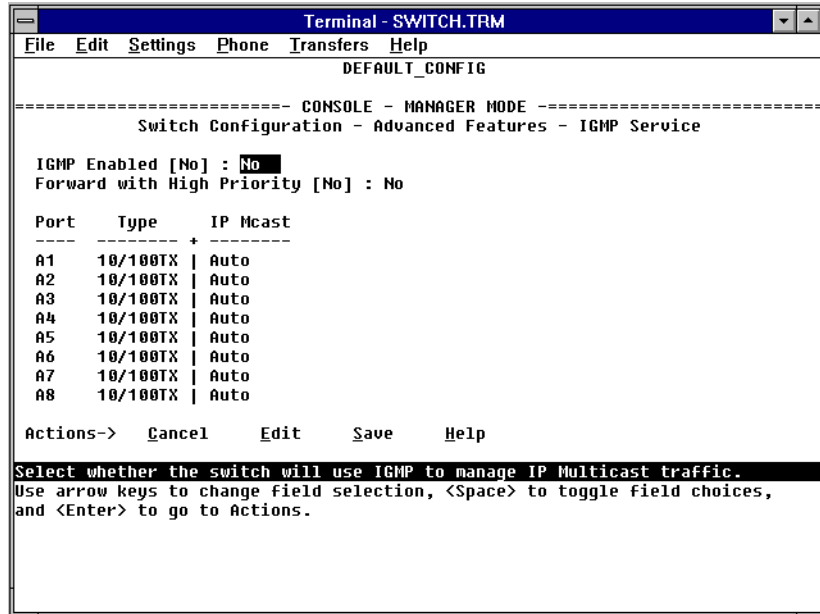 Terminal - SWITCH.TRM
File Edit Settings Phone Transfers Help
DEFAULT_CONFIG
==========================- CONSOLE - MANAGER MODE -===========================
Switch Configuration - Advanced Features - IGMP Service
IGMP Enabled [No] : No
Forward with High Priority [No] : No
Port Type IP Mcast
---- -------- + --------
A1 10/100TX | Auto
A2 10/100TX | Auto
A3 10/100TX | Auto
A4 10/100TX | Auto
A5 10/100TX | Auto
A6 10/100TX | Auto
A7 10/100TX | Auto
A8 10/100TX | Auto
Actions-> Cancel Edit Save Help
Select whether the switch will use IGMP to manage IP Multicast traffic.
Use arrow keys to change field selection, <Space> to toggle field choices,
and <Enter> to go to Actions.